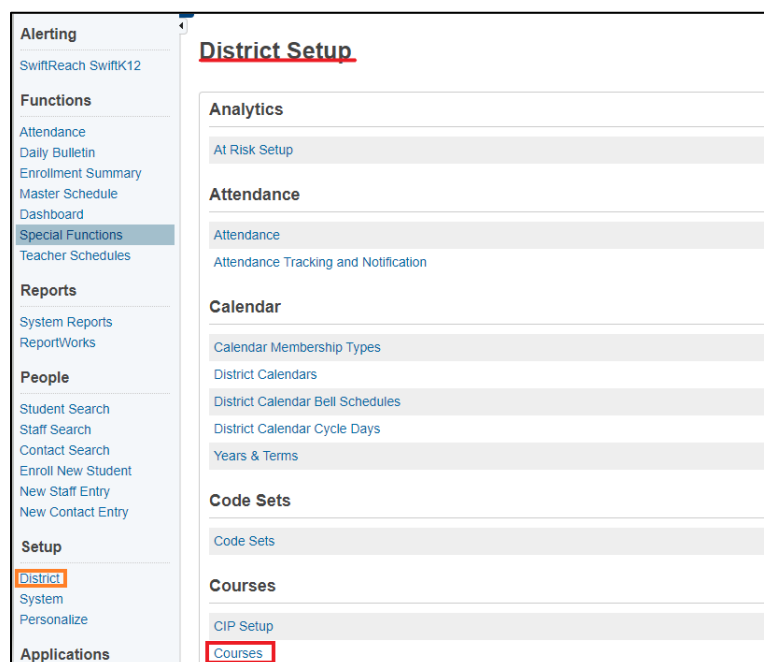 Alerting
SwiftReach SwiftK12
Functions
Attendance
Daily Bulletin
Enrollment Summary
Master Schedule
Dashboard
Special Functions
Teacher Schedules
Reports
System Reports
ReportWorks
People
Student Search
Staff Search
Contact Search
Enroll New Student
New Staff Entry
New Contact Entry
Setup
District
System
Personalize
Applications
District Setup
Analytics
At Risk Setup
Attendance
Attendance
Attendance Tracking and Notification
Calendar
Calendar Membership Types
District Calendars
District Calendar Bell Schedules
District Calendar Cycle Days
Years & Terms
Code Sets
Code Sets
Courses
CIP Setup
Courses